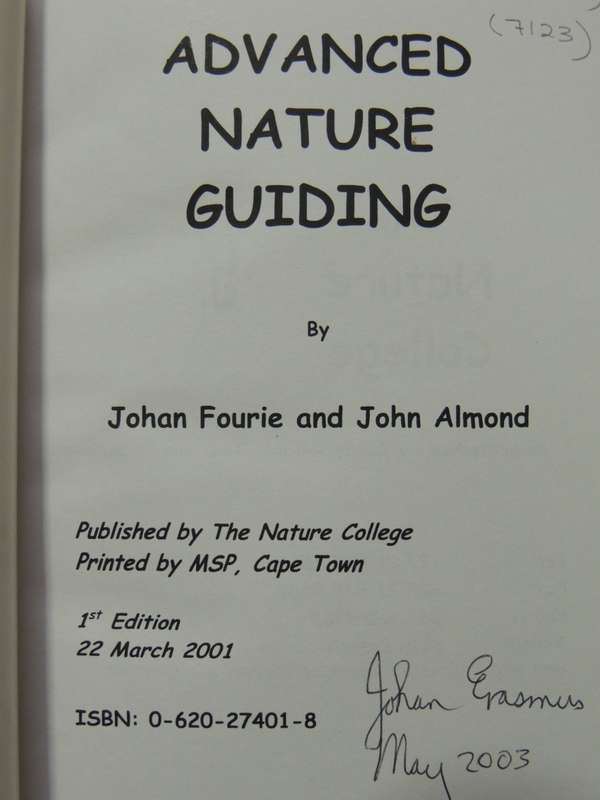 (7123)
ADVANCED
NATURE
GUIDING
By
Johan Fourie and John Almond
Published by The Nature College
Printed by MSP, Cape Town
1st Edition
22 March 2001
ISBN: 0-620-27401-8
Johan Erasmus
May 2003